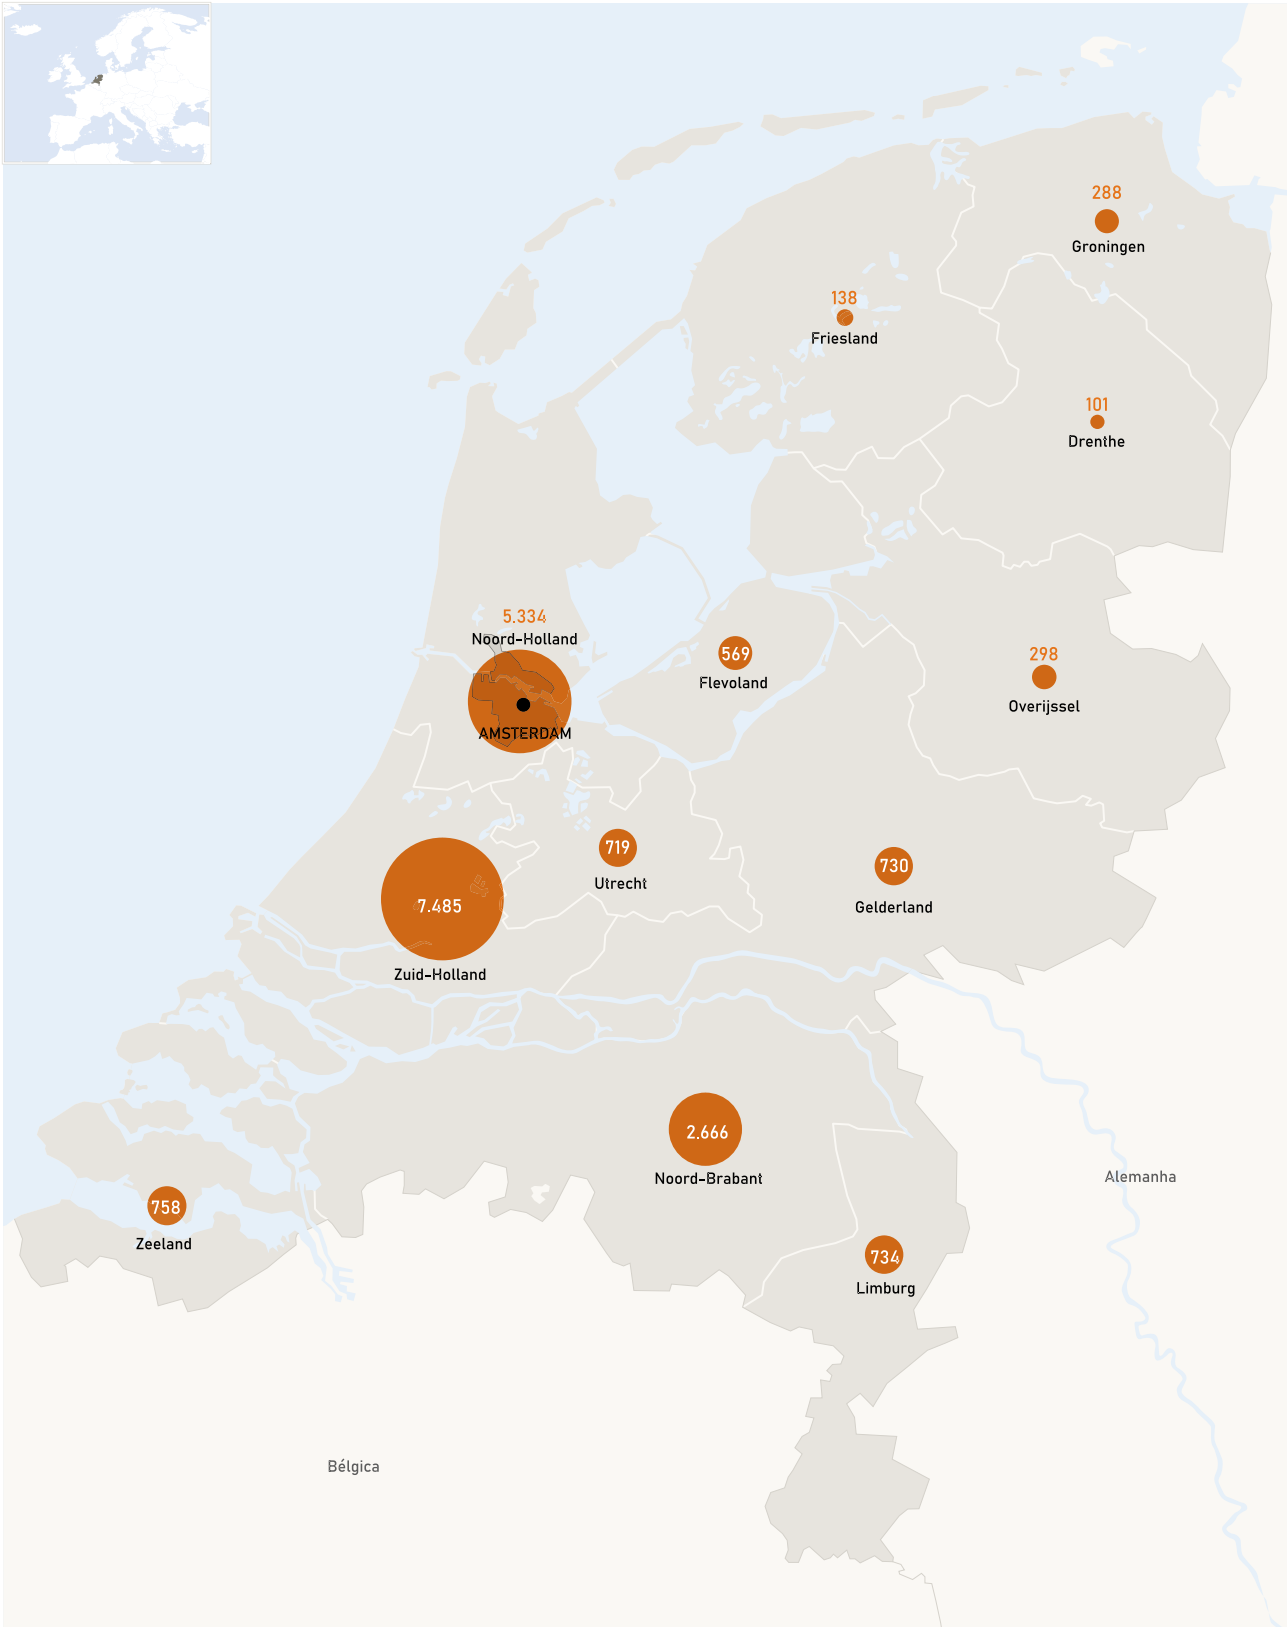 288
Groningen
138
Friesland
101
Drenthe
5.334
Noord-Holland
AMSTERDAM
569
Flevoland
298
Overijssel
7.485
Zuid-Holland
719
Utrecht
730
Gelderland
2.666
Noord-Brabant
758
Zeeland
734
Limburg
Alemanha
Bélgica